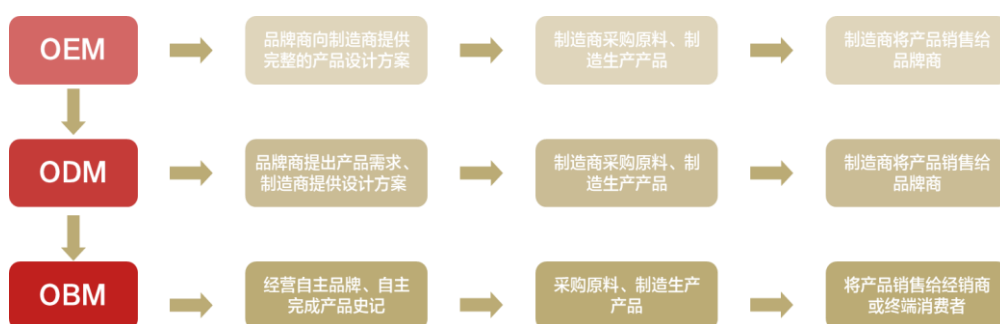 OEM
品牌商向制造商提供
完整的产品设计方案
制造商采购原料、制
造生产产品
制造商将产品销售给
品牌商
ODM
品牌商提出产品需求、
制造商提供设计方案
制造商采购原料、制
造生产产品
制造商将产品销售给
品牌商
OBM
经营自主品牌、自主
完成产品史记
采购原料、制造生产
产品
将产品销售给经销商
或终端消费者